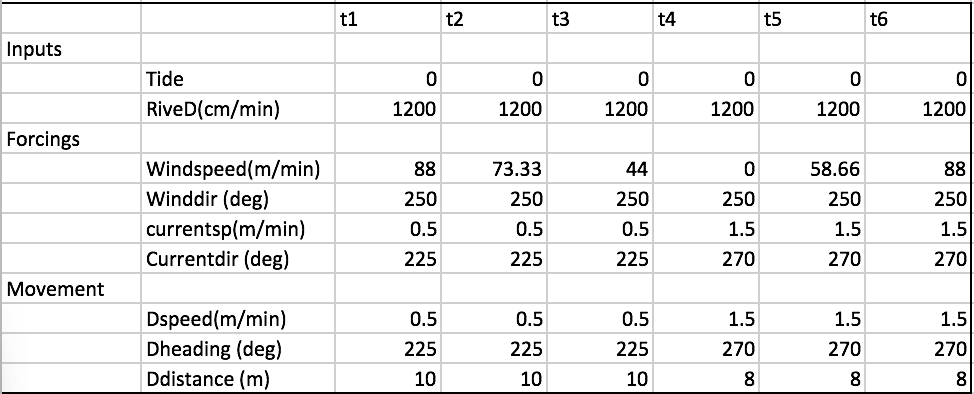 t1 t2 t3 t4 t5 t6
Inputs
Tide 0 0 0 0 0 0
RiveD(cm/min) 1200 1200 1200 1200 1200 1200
Forcings
Windspeed(m/min) 88 73.33 44 0 58.66 88
Winddir (deg) 250 250 250 250 250 250
currentsp(m/min) 0.5 0.5 0.5 1.5 1.5 1.5
Currentdir (deg) 225 225 225 270 270 270
Movement
Dspeed(m/min) 0.5 0.5 0.5 1.5 1.5 1.5
Dheading (deg) 225 225 225 270 270 270
Ddistance (m) 10 10 10 8 8 8